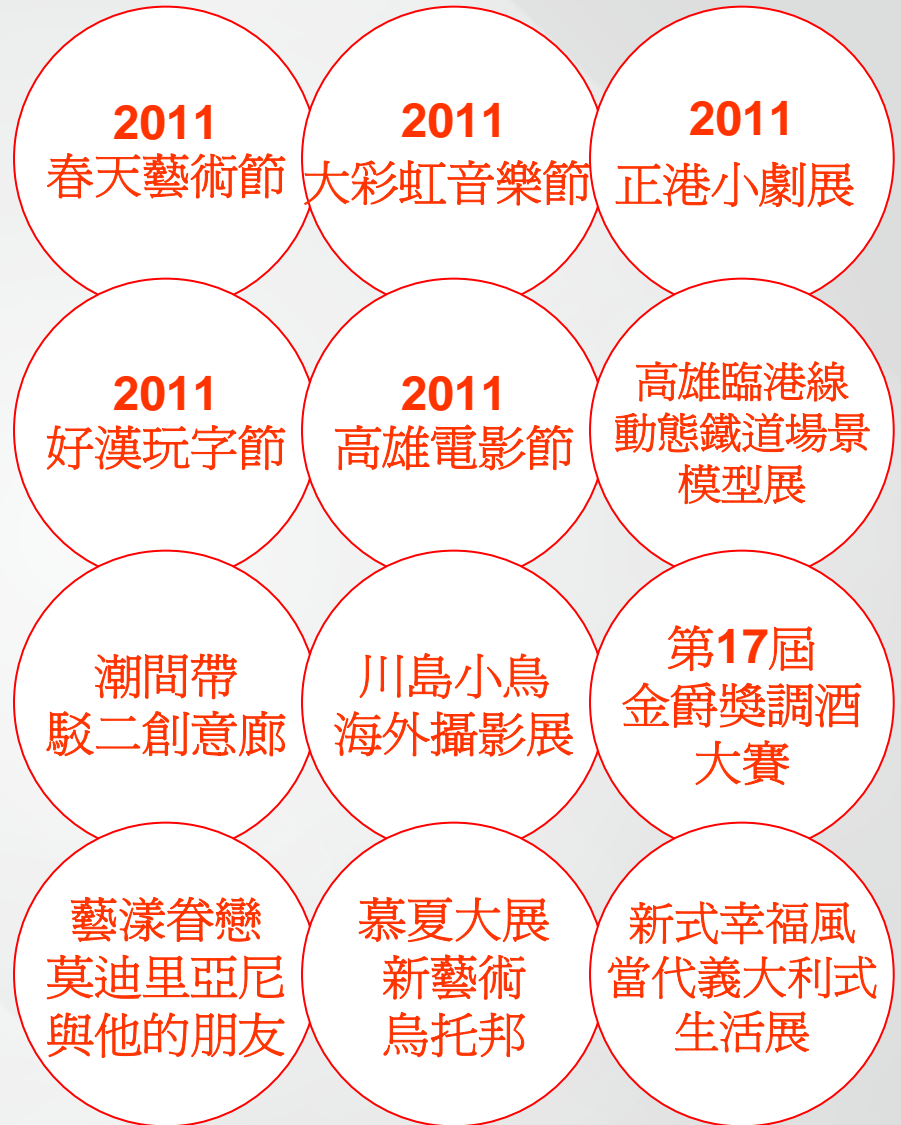 2011
春天藝術節
2011
大彩虹音樂節
2011
正港小劇展
2011
好漢玩字節
2011
高雄電影節
高雄臨港線
動態鐵道場景
模型展
潮間帶
駁二創意廊
川島小鳥
海外攝影展
第17屆
金爵獎調酒
大賽
藝漾眷戀
莫迪里亞尼
與他的朋友
慕夏大展
新藝術
烏托邦
新式幸福風
當代義大利式
生活展